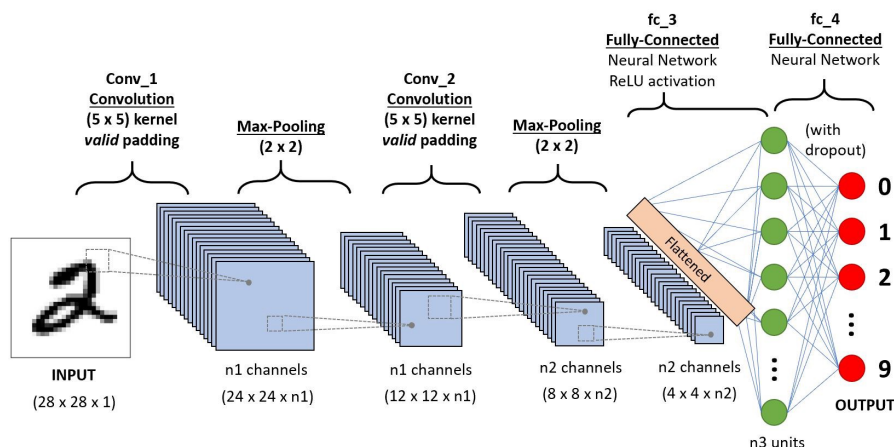 Conv_1
Convolution
(5 x 5) kernel
valid padding
Max-Pooling
(2 x 2)
Conv_2
Convolution
(5 x 5) kernel
valid padding
Max-Pooling
(2 x 2)
fc_3
Fully-Connected
Neural Network
ReLU activation
fc_4
Fully-Connected
Neural Network
(with
dropout)
2
INPUT
(28 x 28 x 1)
n1 channels
(24 x 24 x n1)
n1 channels
(12 x 12 x n1)
n2 channels
(8 x 8 x n2)
n2 channels
(4 x 4 x n2)
Flattened
n3 units
0
1
2
9
OUTPUT